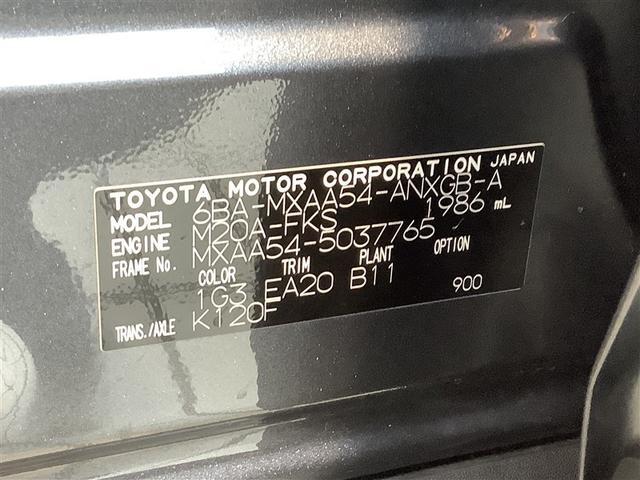 TOYOTA MOTOR CORPORATION JAPAN
MODEL 6BA-MXAA54-ANXGB-A
ENGINE M20A-FKS 1986 mL
FRAME No. MXAA54-5037765
COLOR TRIM PLANT OPTION
1G3 EA20 B11 900
TRANS./AXLE K120F